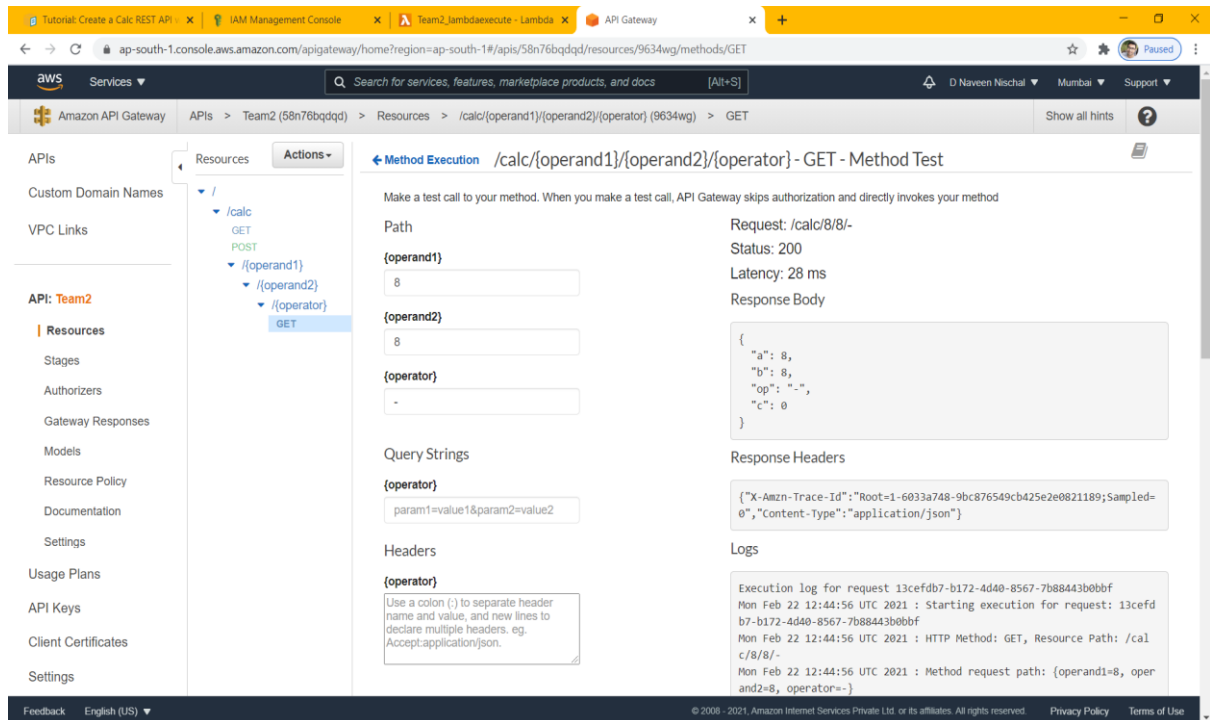 Tutorial: Create a Calc REST API
IAM Management Console
Team2_lambdaexecute - Lambda
API Gateway
ap-south-1.console.aws.amazon.com/apigateway/home?region=ap-south-1#/apis/58n76bqdqd/resources/9634wg/methods/GET
Paused
aws
Services
Search for services, features, marketplace products, and docs
[Alt+S]
D Naveen Nischal
Mumbai
Support
Amazon API Gateway
APIs > Team2 (58n76bqdqd) > Resources > /calc/{operand1}/{operand2}/{operator} (9634wg) > GET
Show all hints
APIs
Custom Domain Names
VPC Links
API: Team2
Resources
Stages
Authorizers
Gateway Responses
Models
Resource Policy
Documentation
Settings
Usage Plans
API Keys
Client Certificates
Settings
Resources
Actions
/
/calc
GET
POST
/{operand1}
/{operand2}
/{operator}
GET
Method Execution
/calc/{operand1}/{operand2}/{operator} - GET - Method Test
Make a test call to your method. When you make a test call, API Gateway skips authorization and directly invokes your method
Path
{operand1}
8
{operand2}
8
{operator}
-
Query Strings
{operator}
param1=value1&param2=value2
Headers
{operator}
Use a colon (:) to separate header
name and value, and new lines to
declare multiple headers. eg.
Accept:application/json.
Request: /calc/8/8/-
Status: 200
Latency: 28 ms
Response Body
{
"a": 8,
"b": 8,
"op": "-",
"c": 0
}
Response Headers
{"X-Amzn-Trace-Id":"Root=1-6033a748-9bc876549cb425e2e0821189;Sampled=
0","Content-Type":"application/json"}
Logs
Execution log for request 13cefdb7-b172-4d40-8567-7b88443b0bbf
Mon Feb 22 12:44:56 UTC 2021 : Starting execution for request: 13cefd
b7-b172-4d40-8567-7b88443b0bbf
Mon Feb 22 12:44:56 UTC 2021 : HTTP Method: GET, Resource Path: /cal
c/8/8/-
Mon Feb 22 12:44:56 UTC 2021 : Method request path: {operand1=8, oper
and2=8, operator=-}
Feedback
English (US)
© 2008 - 2021, Amazon Internet Services Private Ltd. or its affiliates. All rights reserved.
Privacy Policy
Terms of Use